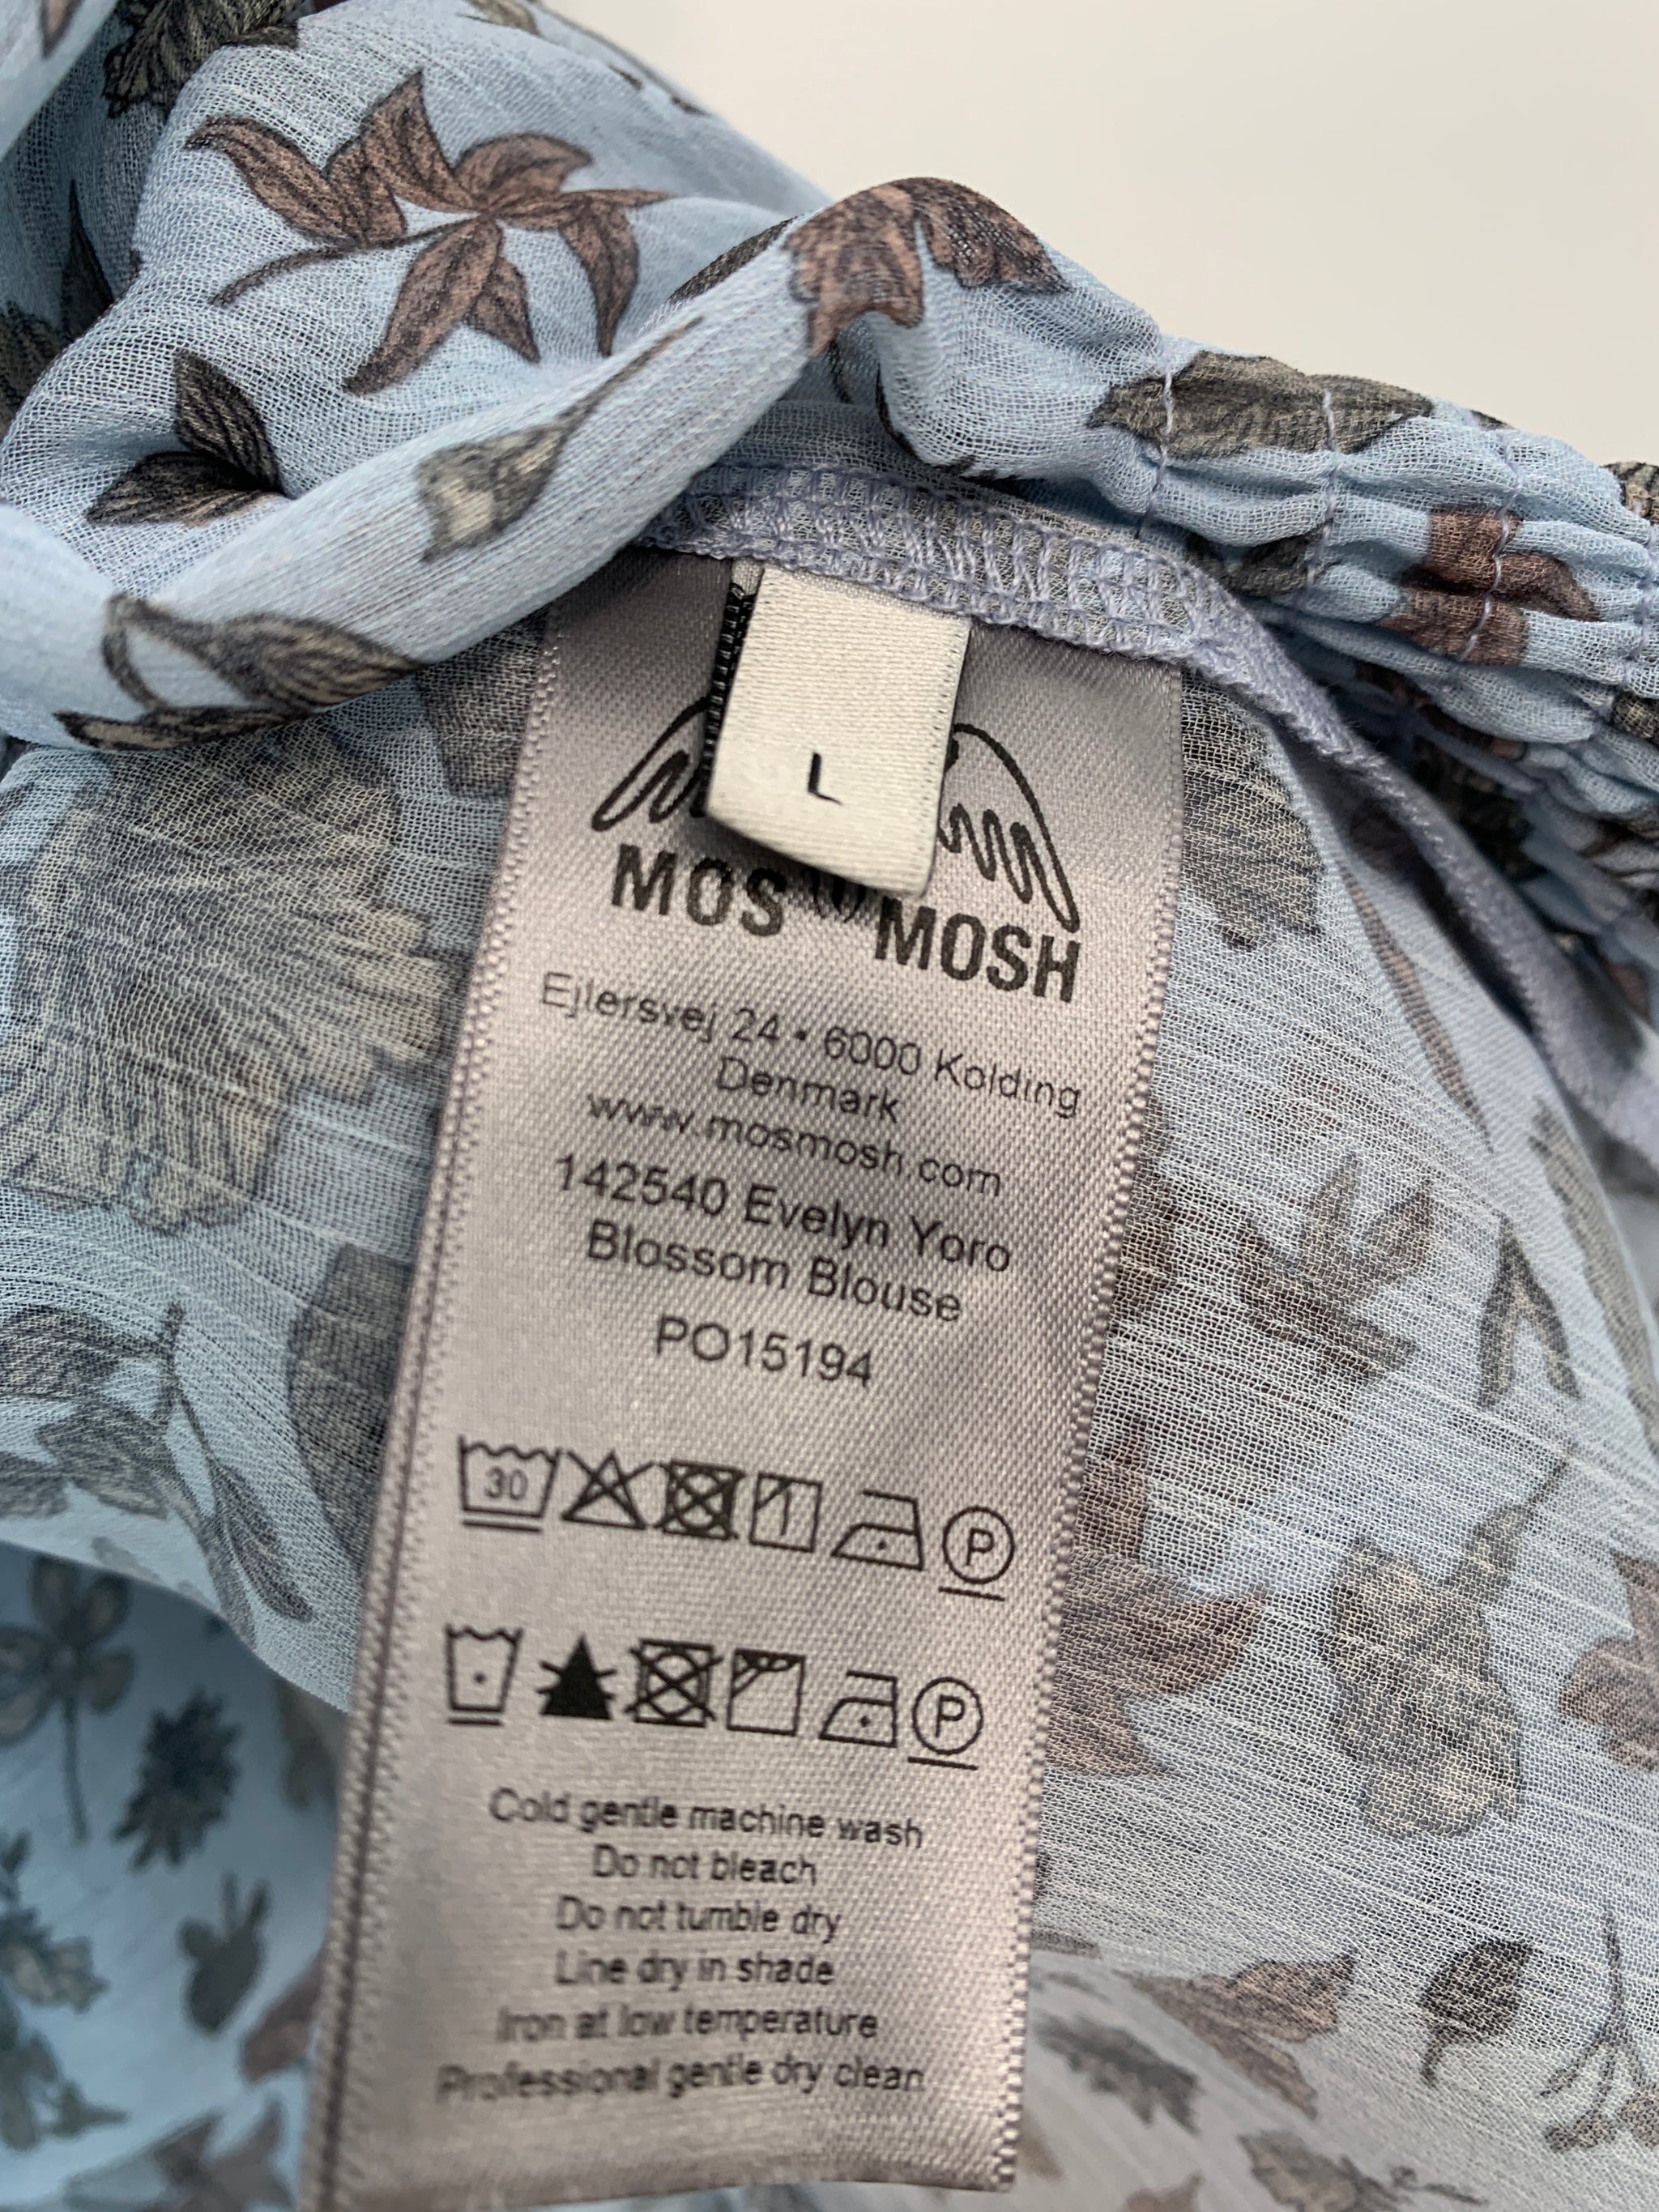 L
MOS MOSH
Ejlersvej 24 • 6000 Kolding
Denmark
www.mosmosh.com
142540 Evelyn Yoro
Blossom Blouse
PO15194
30 P
P
Cold gentle machine wash
Do not bleach
Do not tumble dry
Line dry in shade
Iron at low temperature
Professional gentle dry clean